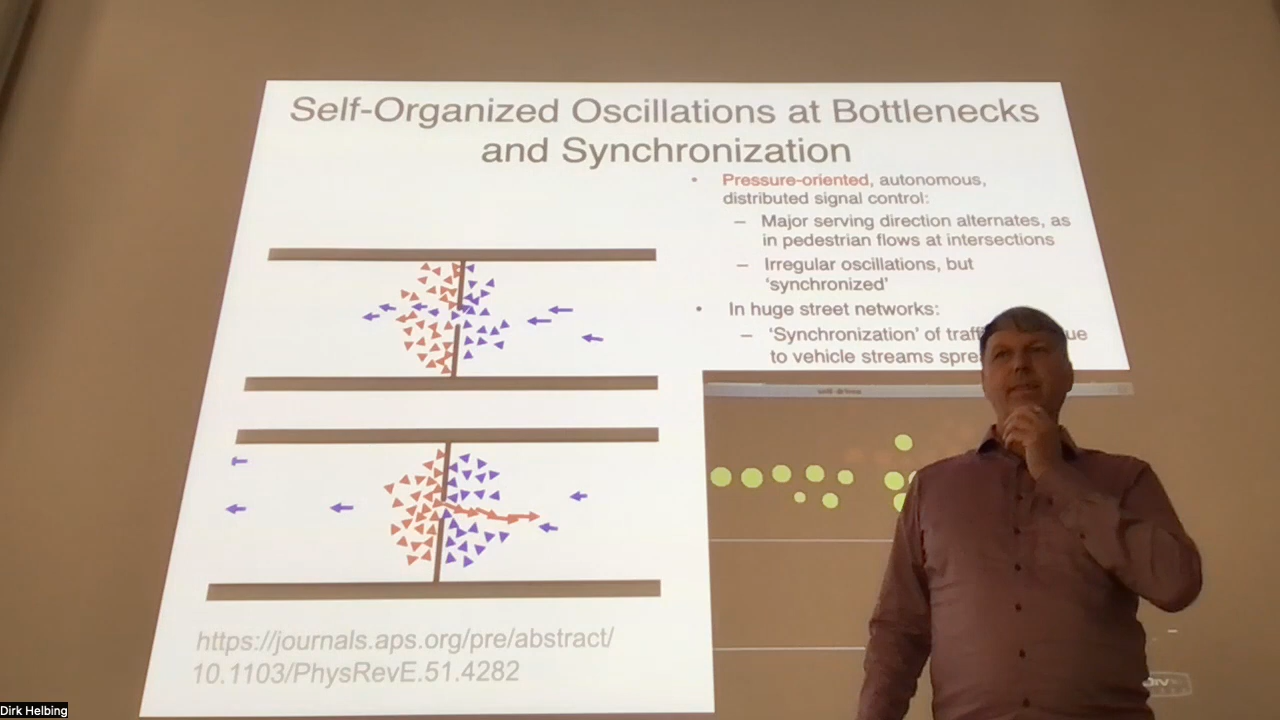 Self-Organized Oscillations at Bottlenecks
and Synchronization
• Pressure-oriented, autonomous,
distributed signal control:
– Major serving direction alternates, as
in pedestrian flows at intersections
– Irregular oscillations, but
‘synchronized’
• In huge street networks:
– ‘Synchronization’ of
to vehicle streams
https://journals.aps.org/pre/abstract/
10.1103/PhysRevE.51.4282
Dirk Helbing